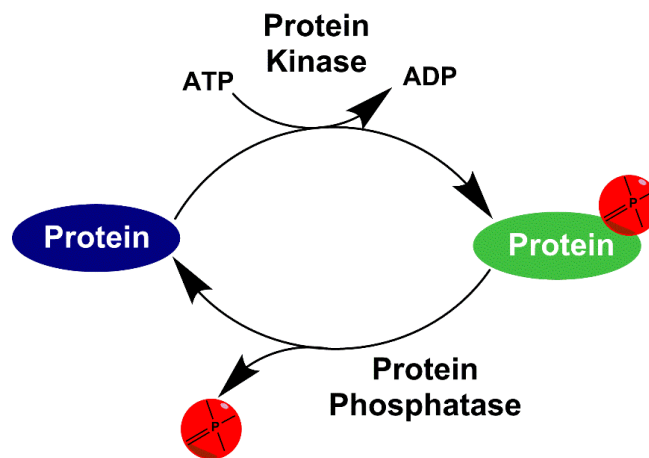 Protein
Kinase
ATP
ADP
Protein
Protein
P
Protein
Phosphatase
P